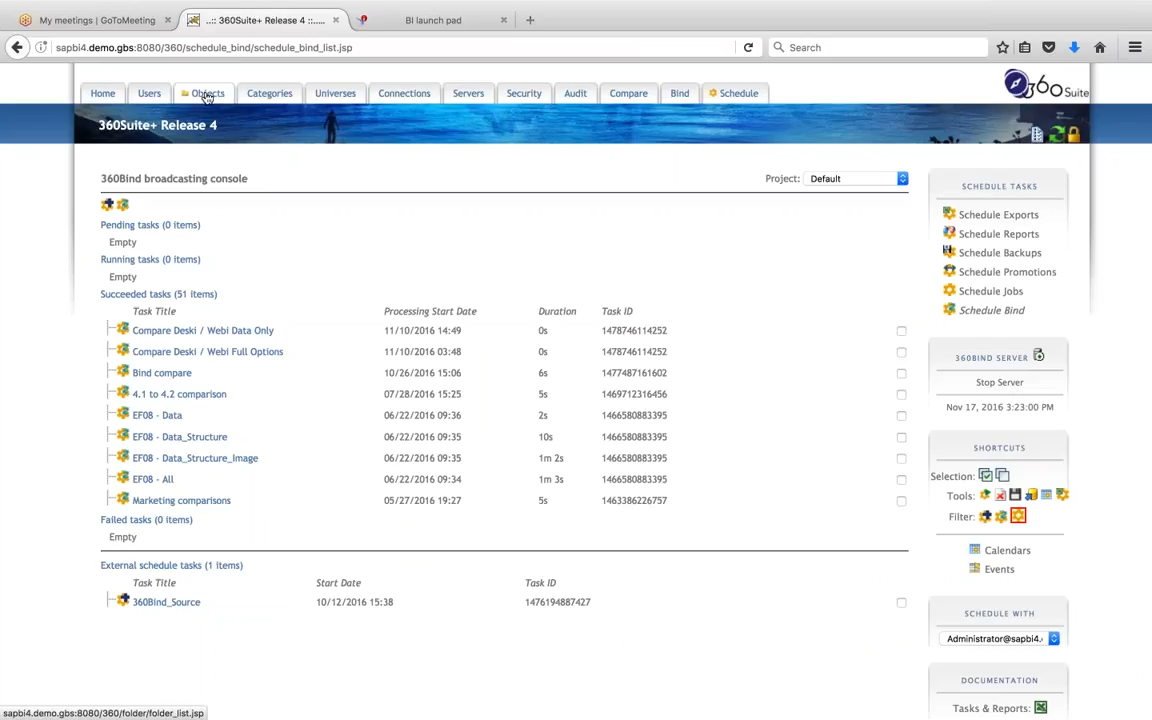 My meetings | GoToMeeting
..:: 360Suite+ Release 4 ::.…
BI launch pad
sapbi4.demo.gbs:8080/360/schedule_bind/schedule_bind_list.jsp
Search
Home Users Objects Categories Universes Connections Servers Security Audit Compare Bind Schedule
360Suite
360Suite+ Release 4
360Bind broadcasting console
Project: Default
Pending tasks (0 items)
Empty
Running tasks (0 items)
Empty
Succeeded tasks (51 items)
Task Title Processing Start Date Duration Task ID
Compare Deski / Webi Data Only 11/10/2016 14:49 0s 1478746114252
Compare Deski / Webi Full Options 11/10/2016 03:48 0s 1478746114252
Bind compare 10/26/2016 15:06 6s 1477487161602
4.1 to 4.2 comparison 07/28/2016 15:25 5s 1469712316456
EF08 - Data 06/22/2016 09:36 2s 1466580883395
EF08 - Data_Structure 06/22/2016 09:35 10s 1466580883395
EF08 - Data_Structure_Image 06/22/2016 09:35 1m 2s 1466580883395
EF08 - All 06/22/2016 09:34 1m 3s 1466580883395
Marketing comparisons 05/27/2016 19:27 5s 1463386226757
Failed tasks (0 items)
Empty
External schedule tasks (1 items)
Task Title Start Date Task ID
360Bind_Source 10/12/2016 15:38 1476194887427
SCHEDULE TASKS
Schedule Exports
Schedule Reports
Schedule Backups
Schedule Promotions
Schedule Jobs
Schedule Bind
360BIND SERVER
Stop Server
Nov 17, 2016 3:23:00 PM
SHORTCUTS
Selection:
Tools:
Filter:
Calendars
Events
SCHEDULE WITH
Administrator@sapbi4.
DOCUMENTATION
Tasks & Reports:
sapbi4.demo.gbs:8080/360/folder/folder_list.jsp